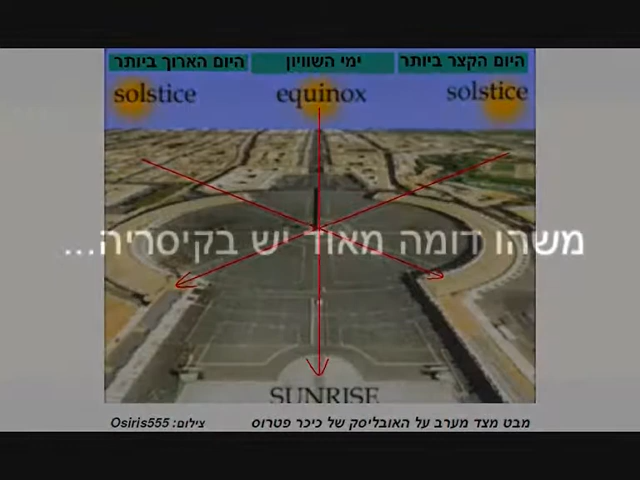 היום הקצר ביותר
ימי השוויון
היום הארוך ביותר
solstice equinox solstice
משהו דומה מאוד יש בקיסריה...
SUNRISE
מבט מצד מערב על האובליסק של כיכר פטרוס
צילום: Osiris555